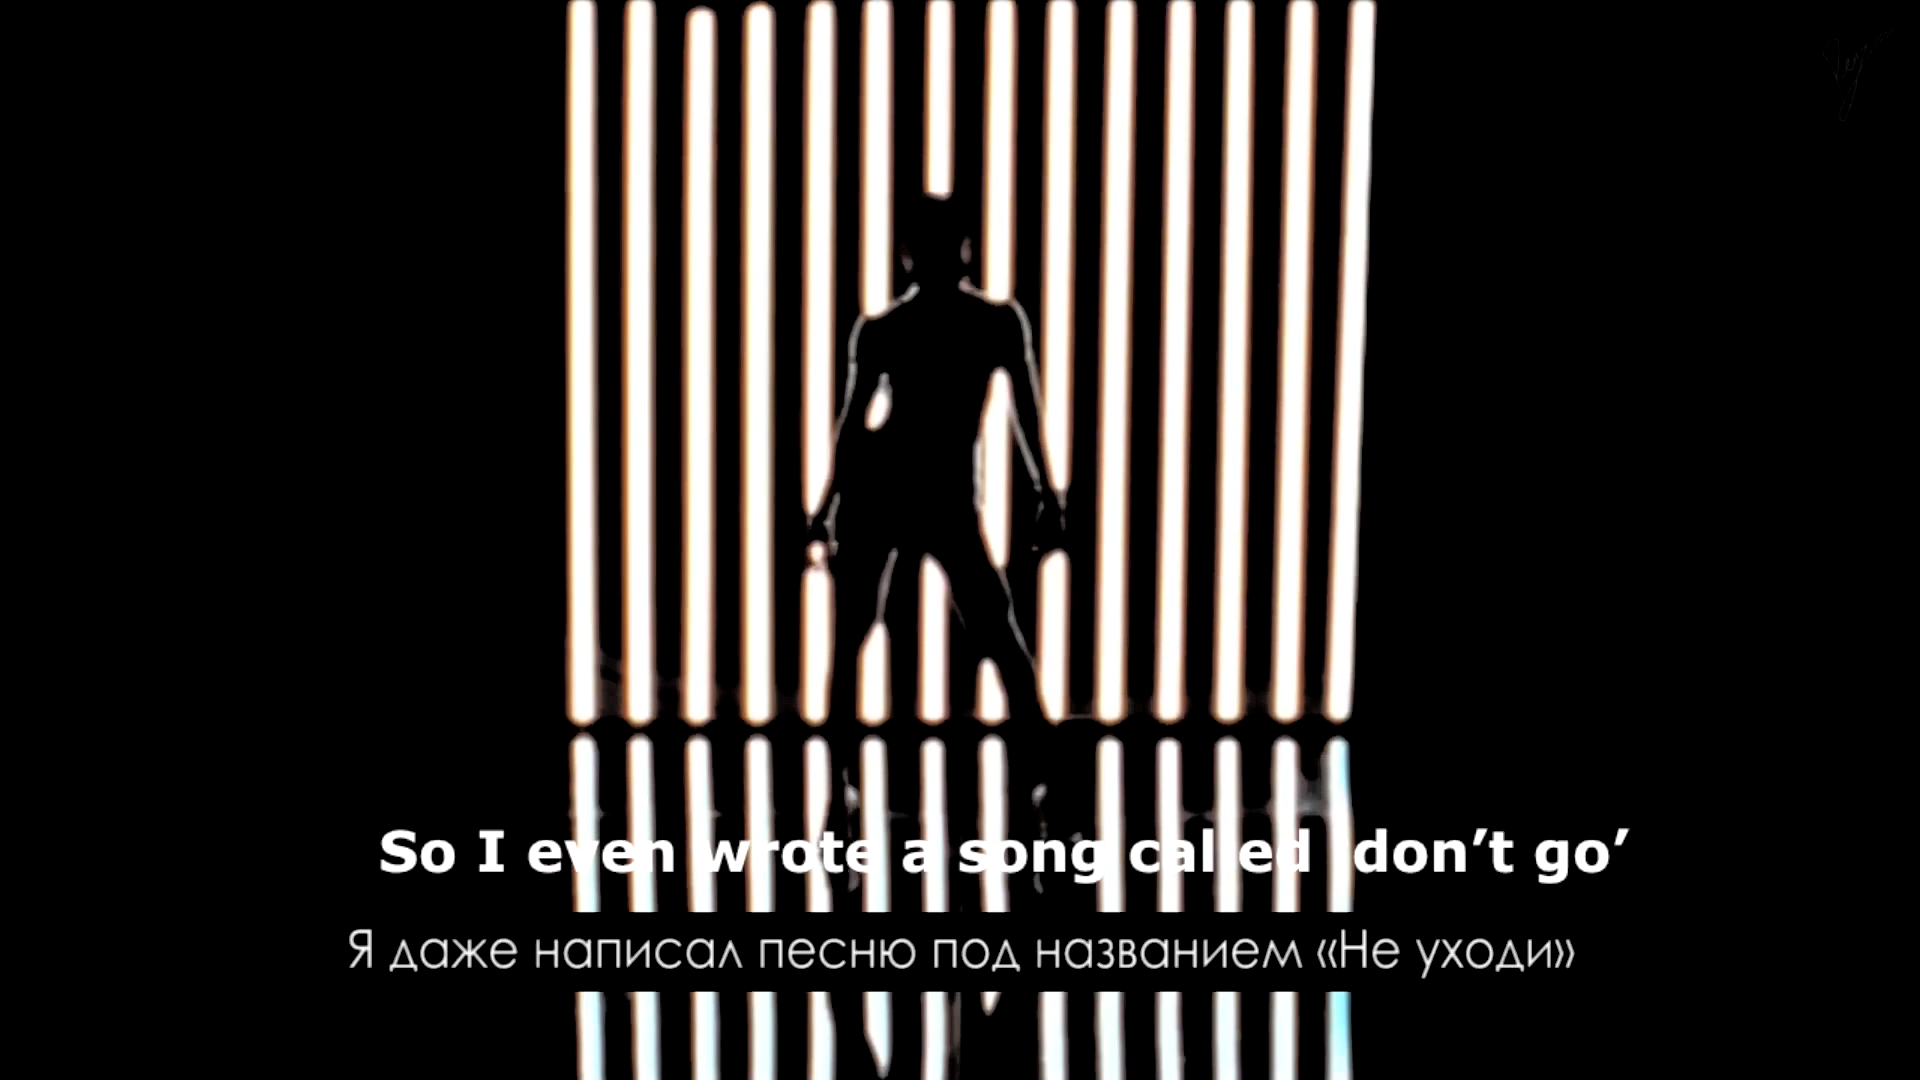 So I even wrote a song called ‘don’t go’
Я даже написал песню под названием «Не уходи»